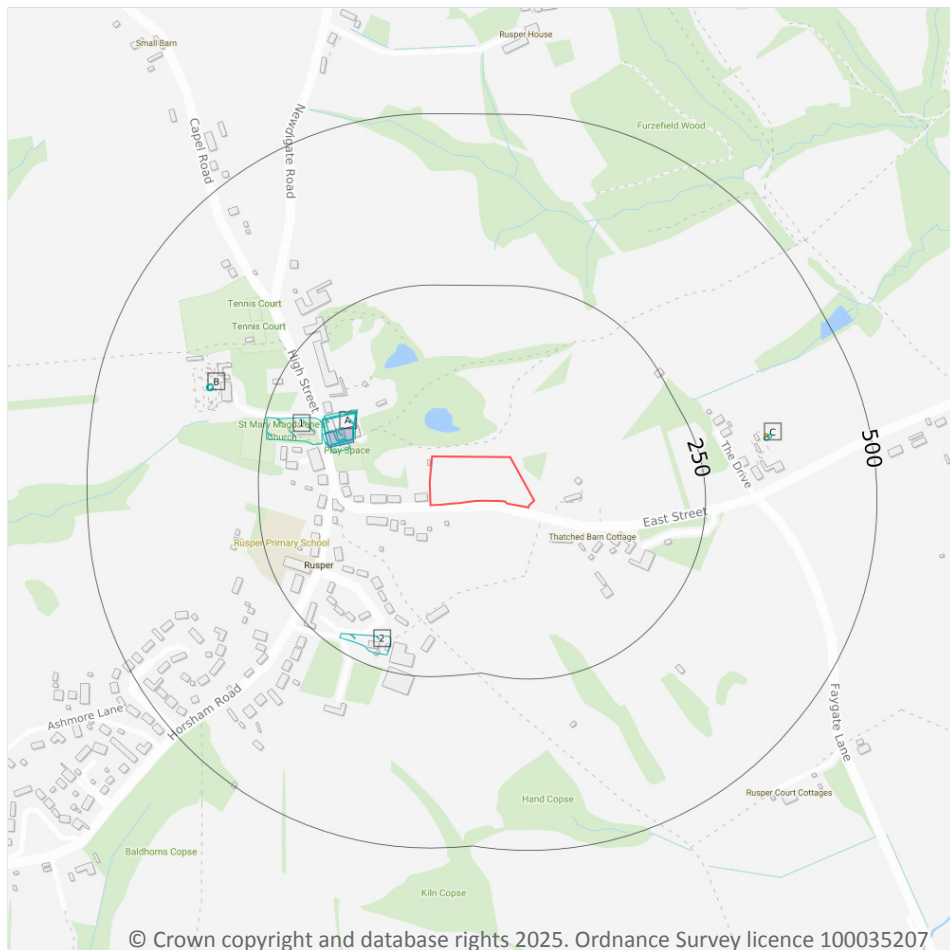 Small Barn
Rusper House
Capel Road
Newdigate Road
Furzefield Wood
Tennis Court
Tennis Court
High Street
B
A
1
St Mary Magdalene's
Church
Play Space
C
The Drive
250
500
East Street
Thatched Barn Cottage
Rusper Primary School
Rusper
2
Ashmore Lane
Horsham Road
Faygate Lane
Rusper Court Cottages
Hand Copse
Baldhorns Copse
Kiln Copse
© Crown copyright and database rights 2025. Ordnance Survey licence 100035207